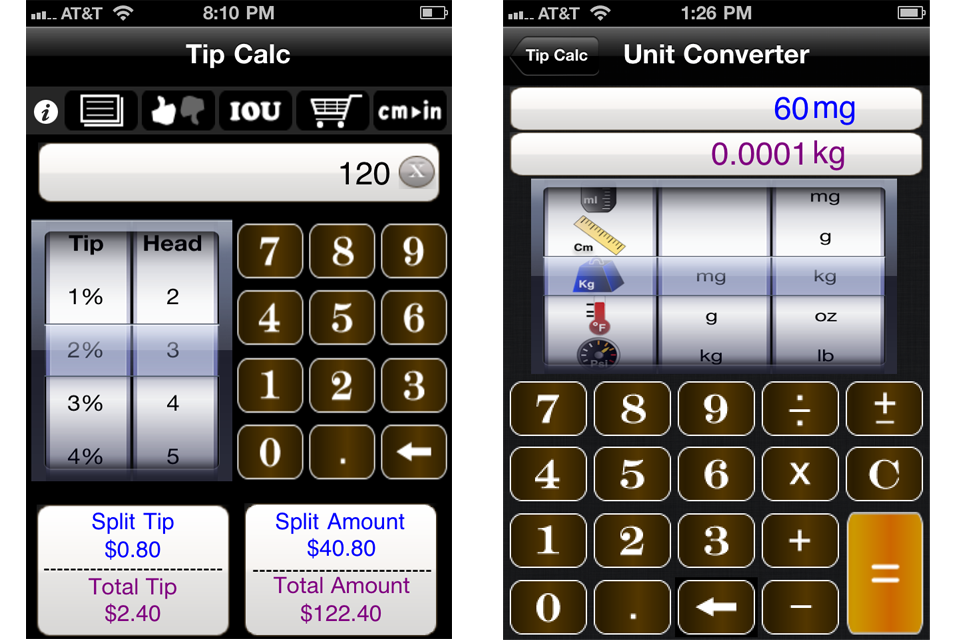 AT&T 8:10 PM
Tip Calc
i IOU cm▸in
120 X
Tip Head
1% 2
2% 3
3% 4
4% 5
7 8 9
4 5 6
1 2 3
0 .
Split Tip
$0.80
Total Tip
$2.40
Split Amount
$40.80
Total Amount
$122.40
AT&T 1:26 PM
Tip Calc Unit Converter
60 mg
0.0001 kg
ml mg
Cm g
Kg mg kg
°F g oz
Psi kg lb
7 8 9 ÷ ±
4 5 6 x C
1 2 3 +
0 . − =